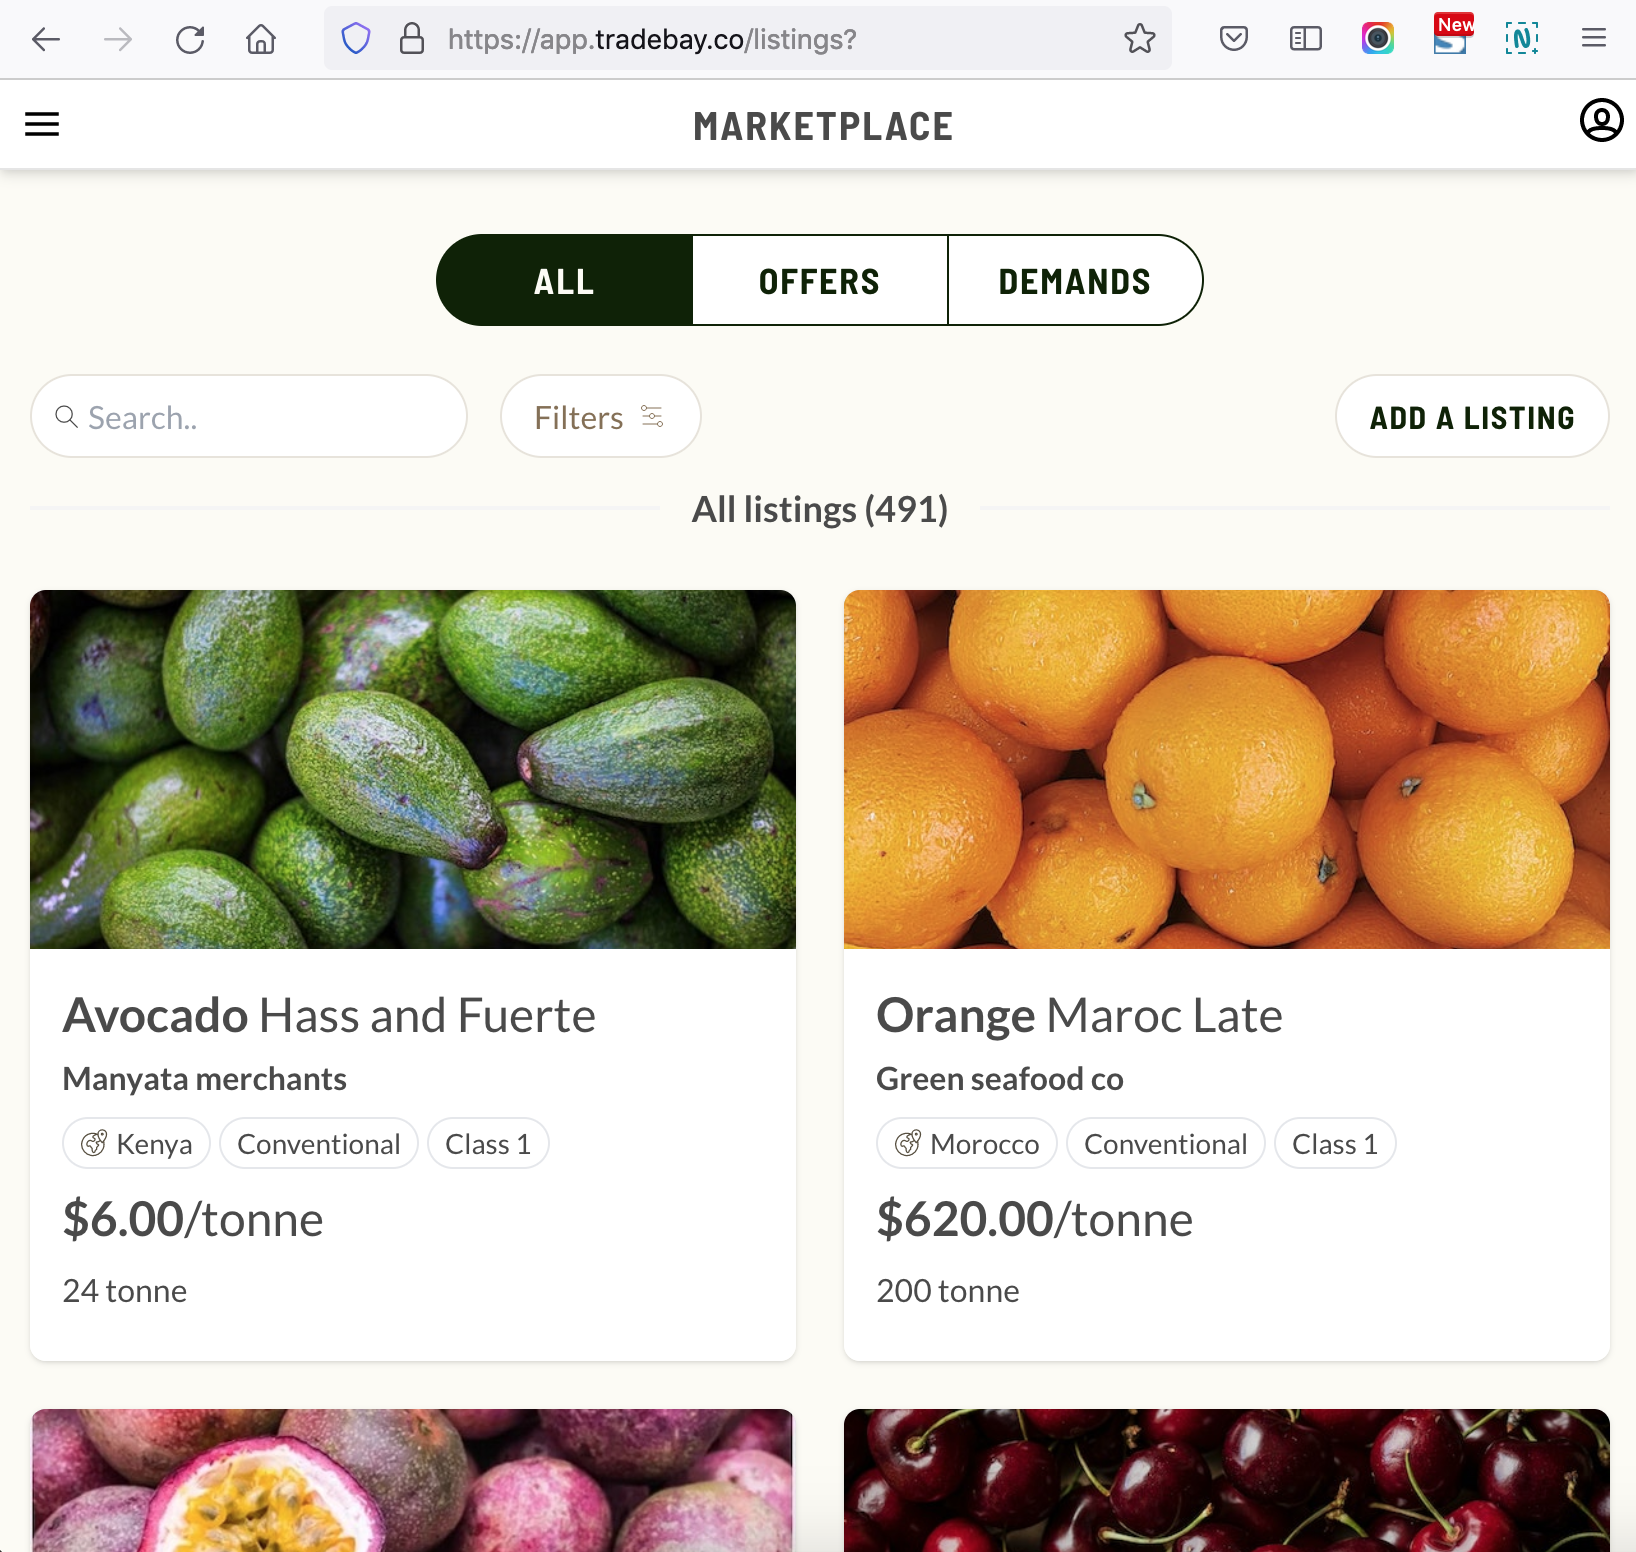 https://app.tradebay.co/listings?
New
N
MARKETPLACE
ALL
OFFERS
DEMANDS
Search..
Filters
ADD A LISTING
All listings (491)
Avocado Hass and Fuerte
Manyata merchants
Kenya
Conventional
Class 1
$6.00/tonne
24 tonne
Orange Maroc Late
Green seafood co
Morocco
Conventional
Class 1
$620.00/tonne
200 tonne